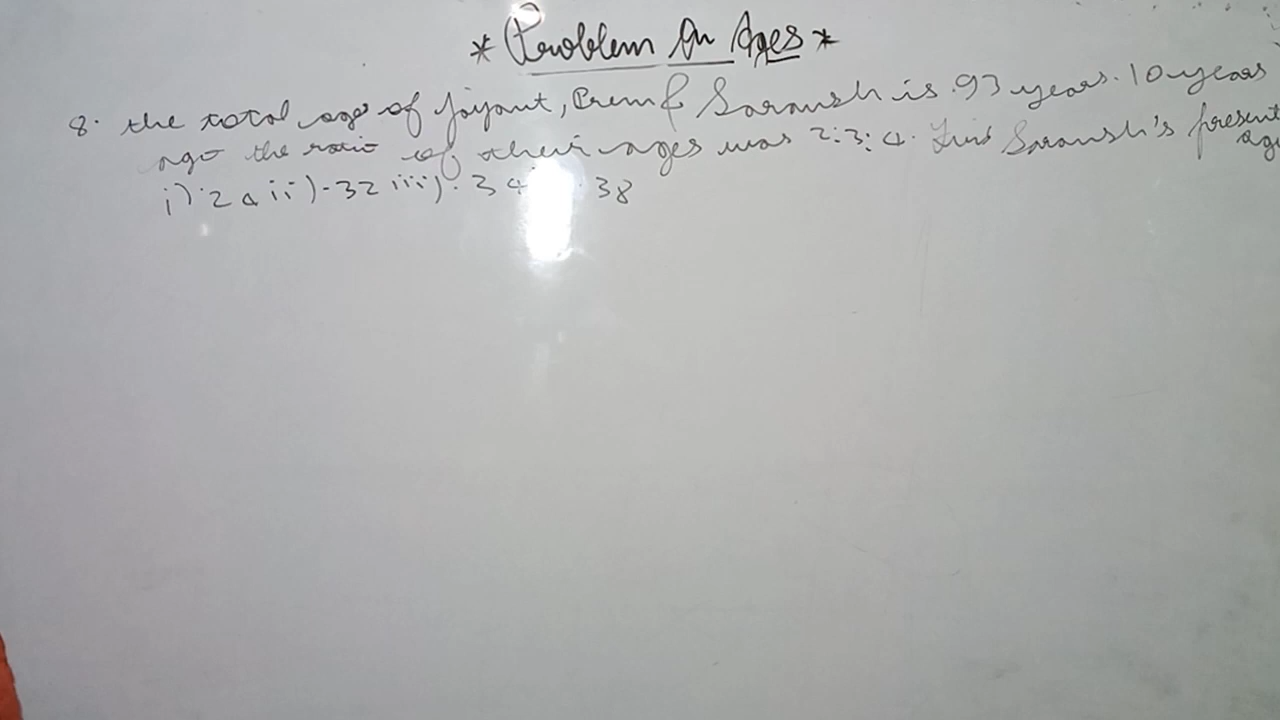 * Problem On Ages *
8. the total age of Jayant, Prem & Saransh is 93 years. 10 years
ago the ratio of their ages was 2:3:4. Find Saransh's present age
i) 24 ii) 32 iii) 34 38